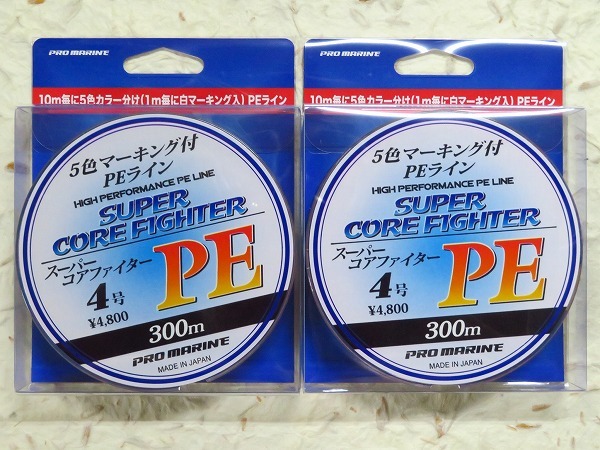 PRO MARINE
10m毎に5色カラー分け(1m毎に白マーキング入)PEライン
5色マーキング付
PEライン
HIGH PERFORMANCE PE LINE
SUPER
CORE FIGHTER
スーパー
コアファイター
PE
4号
¥4,800
300m
PRO MARINE
MADE IN JAPAN
PRO MARINE
10m毎に5色カラー分け(1m毎に白マーキング入)PEライン
5色マーキング付
PEライン
HIGH PERFORMANCE PE LINE
SUPER
CORE FIGHTER
スーパー
コアファイター
PE
4号
¥4,800
300m
PRO MARINE
MADE IN JAPAN